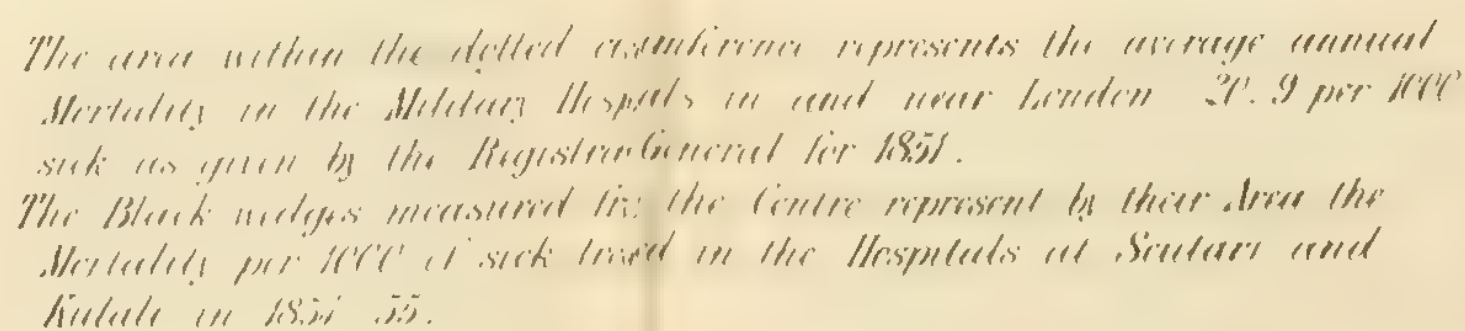 The area within the dotted circumference represents the average annual
Mortality in the Military Hospitals in and near London 20.9 per 1000
sick as given by the Registrar General for 1851.
The Black wedges measured fr: the Centre represent by their Area the
Mortality per 1000 of sick treated in the Hospitals at Scutari and
Kulali in 1854 55.